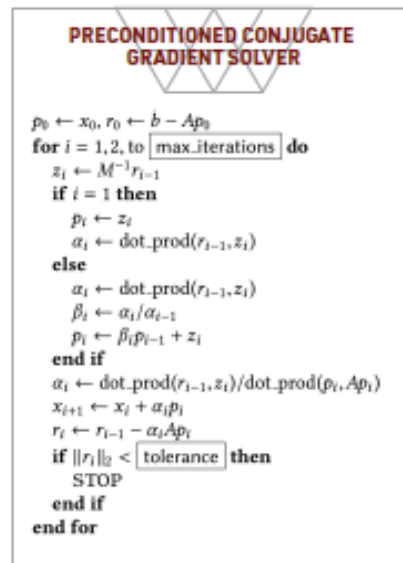 PRECONDITIONED CONJUGATE
GRADIENT SOLVER
p₀ ← x₀, r₀ ← b − Ap₀
for i = 1,2, to max_iterations do
zᵢ ← M⁻¹rᵢ₋₁
if i = 1 then
pᵢ ← zᵢ
αᵢ ← dot_prod(rᵢ₋₁,zᵢ)
else
αᵢ ← dot_prod(rᵢ₋₁,zᵢ)
βᵢ ← αᵢ/αᵢ₋₁
pᵢ ← βᵢpᵢ₋₁ + zᵢ
end if
αᵢ ← dot_prod(rᵢ₋₁,zᵢ)/dot_prod(pᵢ,Apᵢ)
xᵢ₊₁ ← xᵢ + αᵢpᵢ
rᵢ ← rᵢ₋₁ − αᵢApᵢ
if ||rᵢ||₂ < tolerance then
STOP
end if
end for